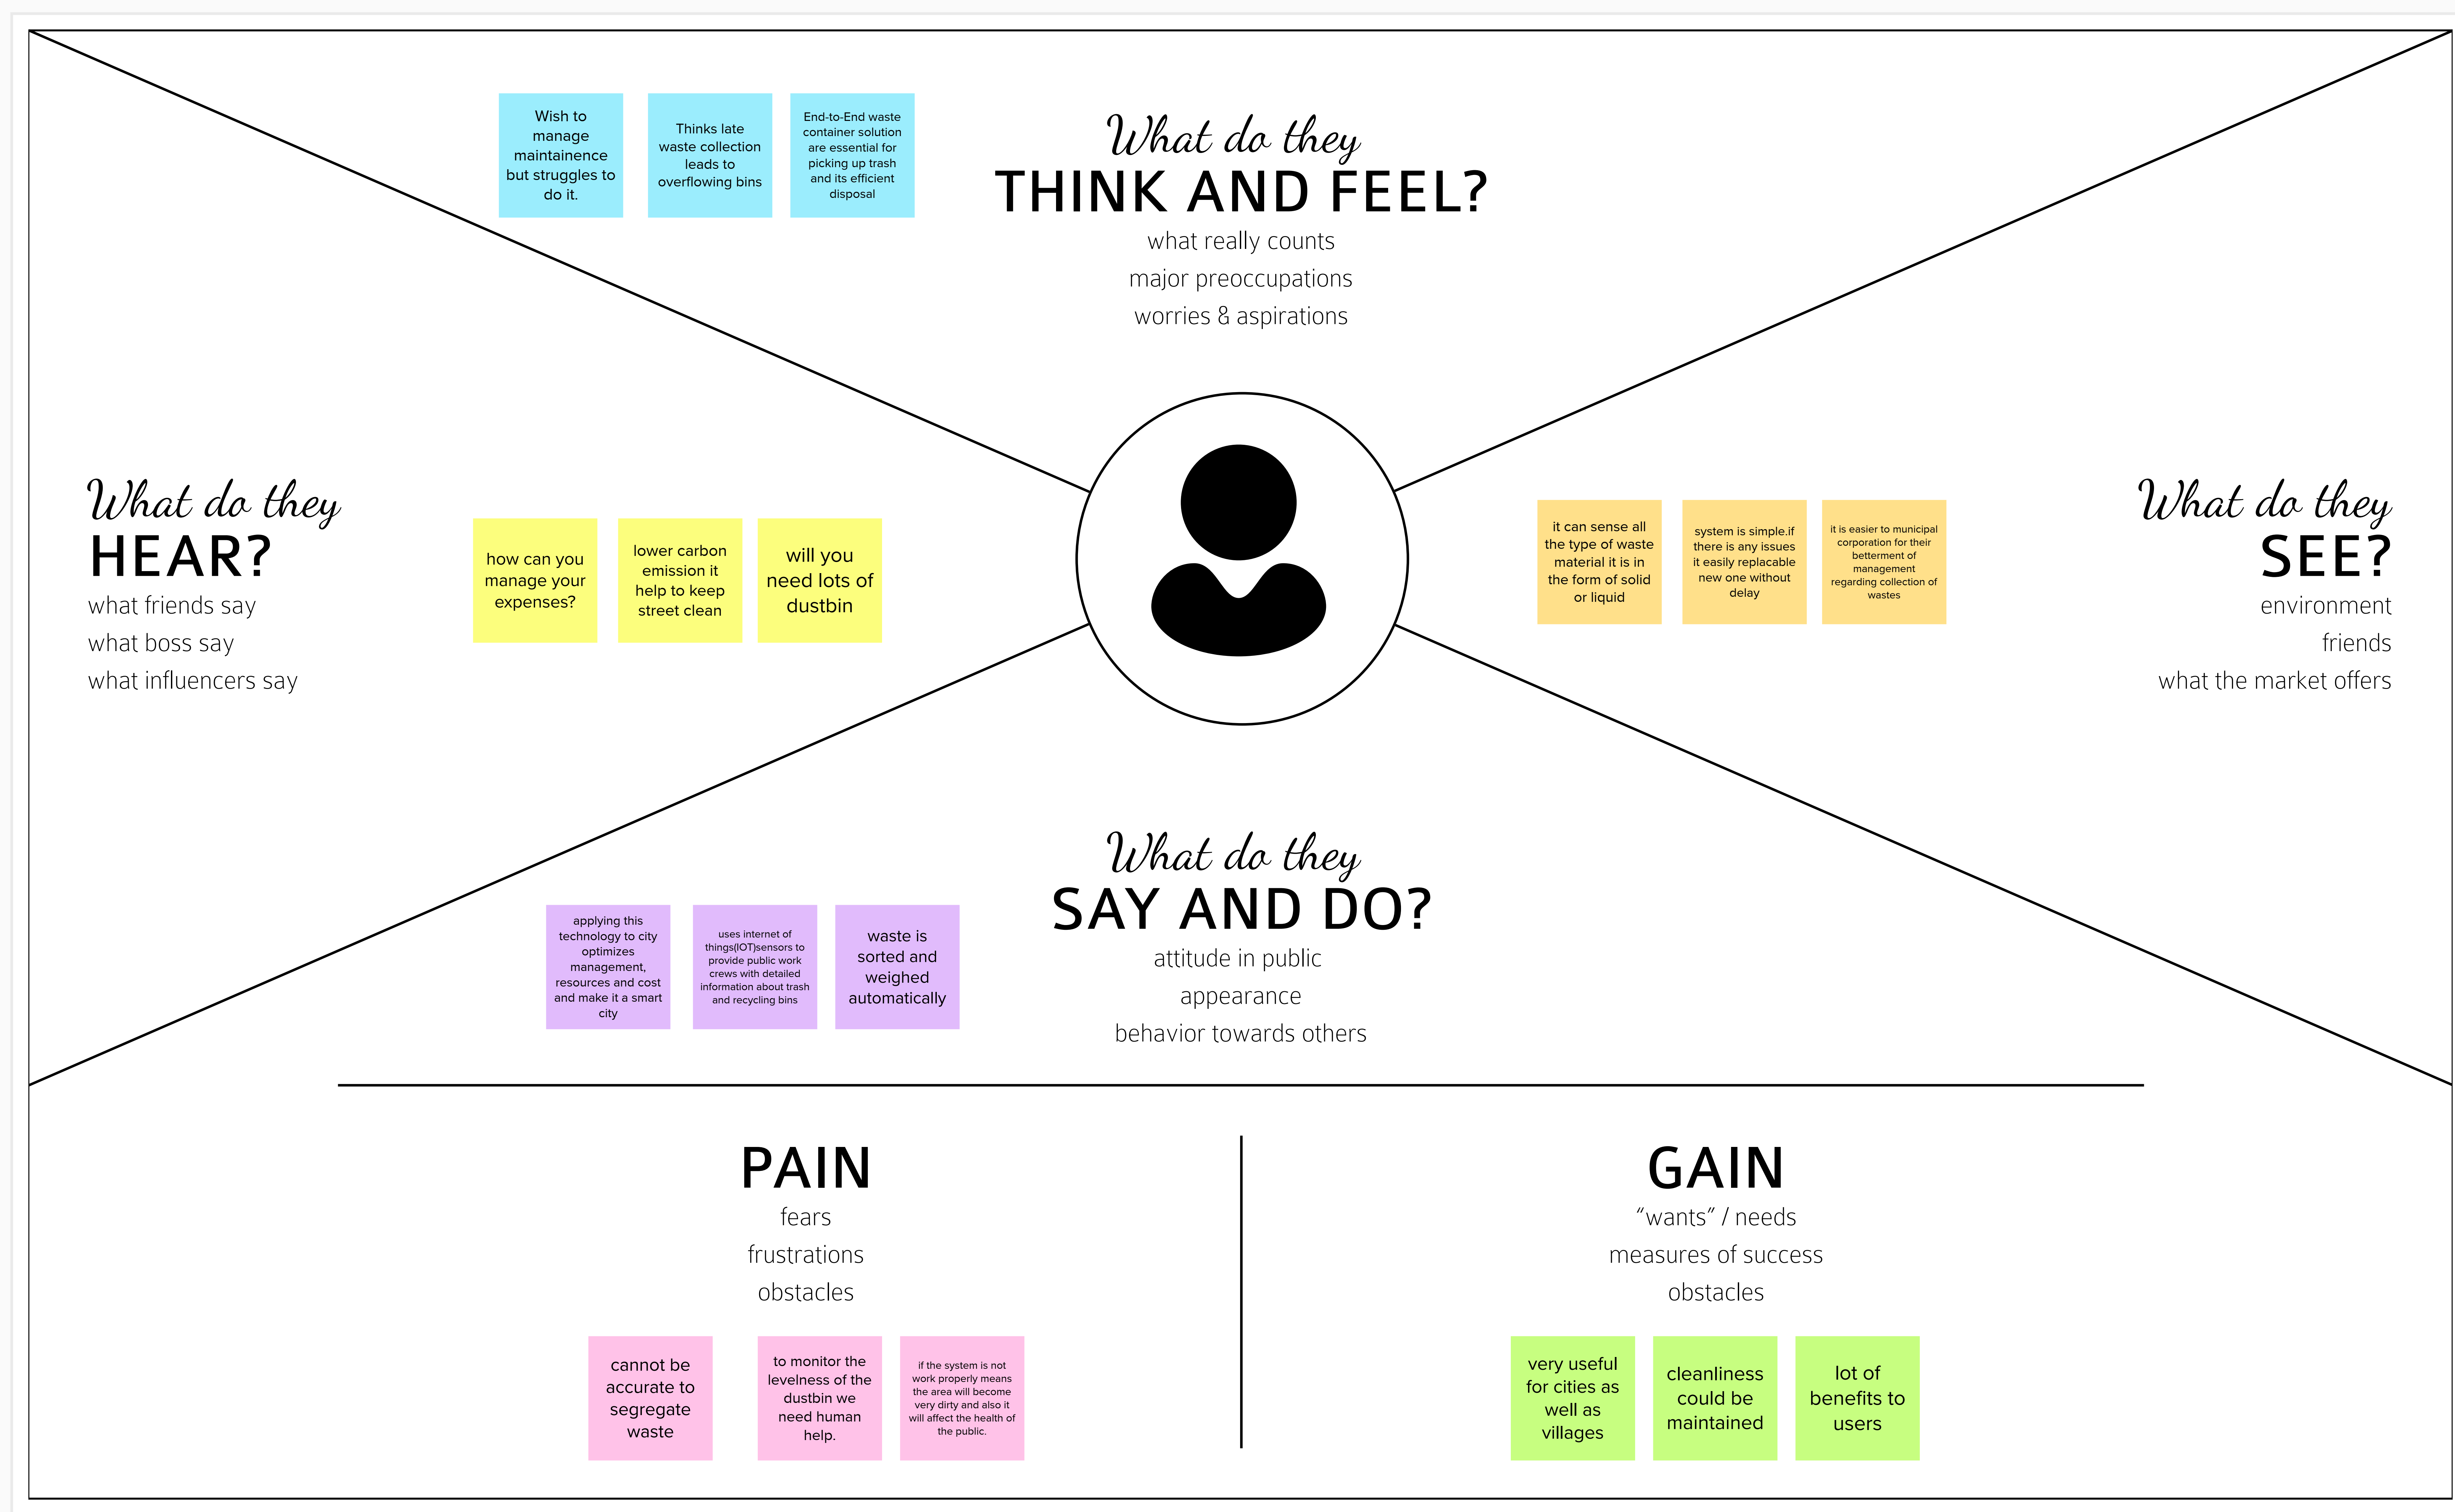 What do they
THINK AND FEEL?
what really counts
major preoccupations
worries & aspirations
Wish to
manage
maintainence
but struggles to
do it.
Thinks late
waste collection
leads to
overflowing bins
End-to-End waste
container solution
are essential for
picking up trash
and its efficient
disposal
What do they
HEAR?
what friends say
what boss say
what influencers say
how can you
manage your
expenses?
lower carbon
emission it
help to keep
street clean
will you
need lots of
dustbin
it can sense all
the type of waste
material it is in
the form of solid
or liquid
system is simple.if
there is any issues
it easily replacable
new one without
delay
it is easier to municipal
corporation for their
betterment of
management
regarding collection of
wastes
What do they
SEE?
environment
friends
what the market offers
What do they
SAY AND DO?
attitude in public
appearance
behavior towards others
applying this
technology to city
optimizes
management,
resources and cost
and make it a smart
city
uses internet of
things(IOT)sensors to
provide public work
crews with detailed
information about trash
and recycling bins
waste is
sorted and
weighed
automatically
PAIN
fears
frustrations
obstacles
cannot be
accurate to
segregate
waste
to monitor the
levelness of the
dustbin we
need human
help.
if the system is not
work properly means
the area will become
very dirty and also it
will affect the health of
the public.
GAIN
“wants” / needs
measures of success
obstacles
very useful
for cities as
well as
villages
cleanliness
could be
maintained
lot of
benefits to
users